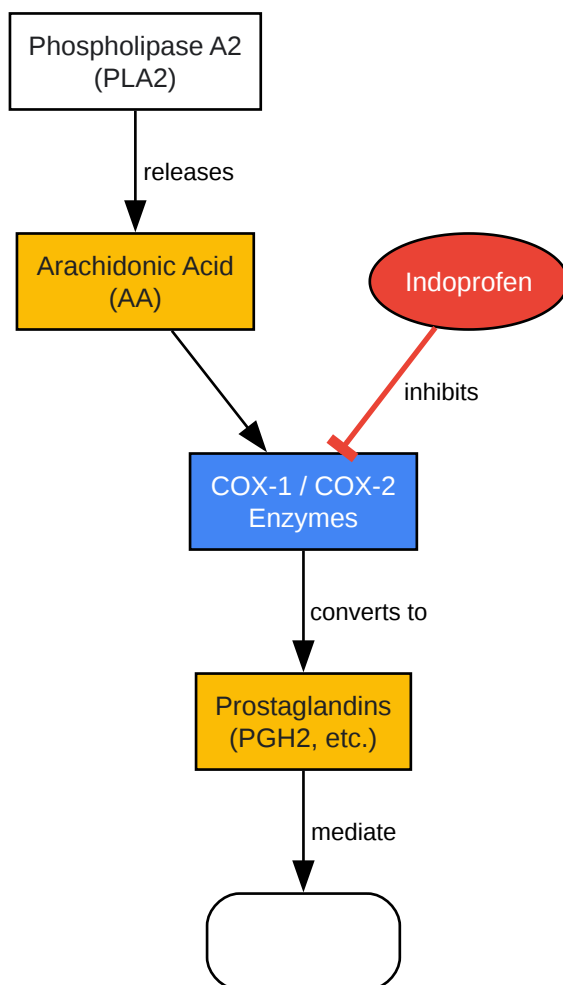 Phospholipase A2
(PLA2)
releases
Arachidonic Acid
(AA)
Indoprofen
inhibits
COX-1 / COX-2
Enzymes
converts to
Prostaglandins
(PGH2, etc.)
mediate